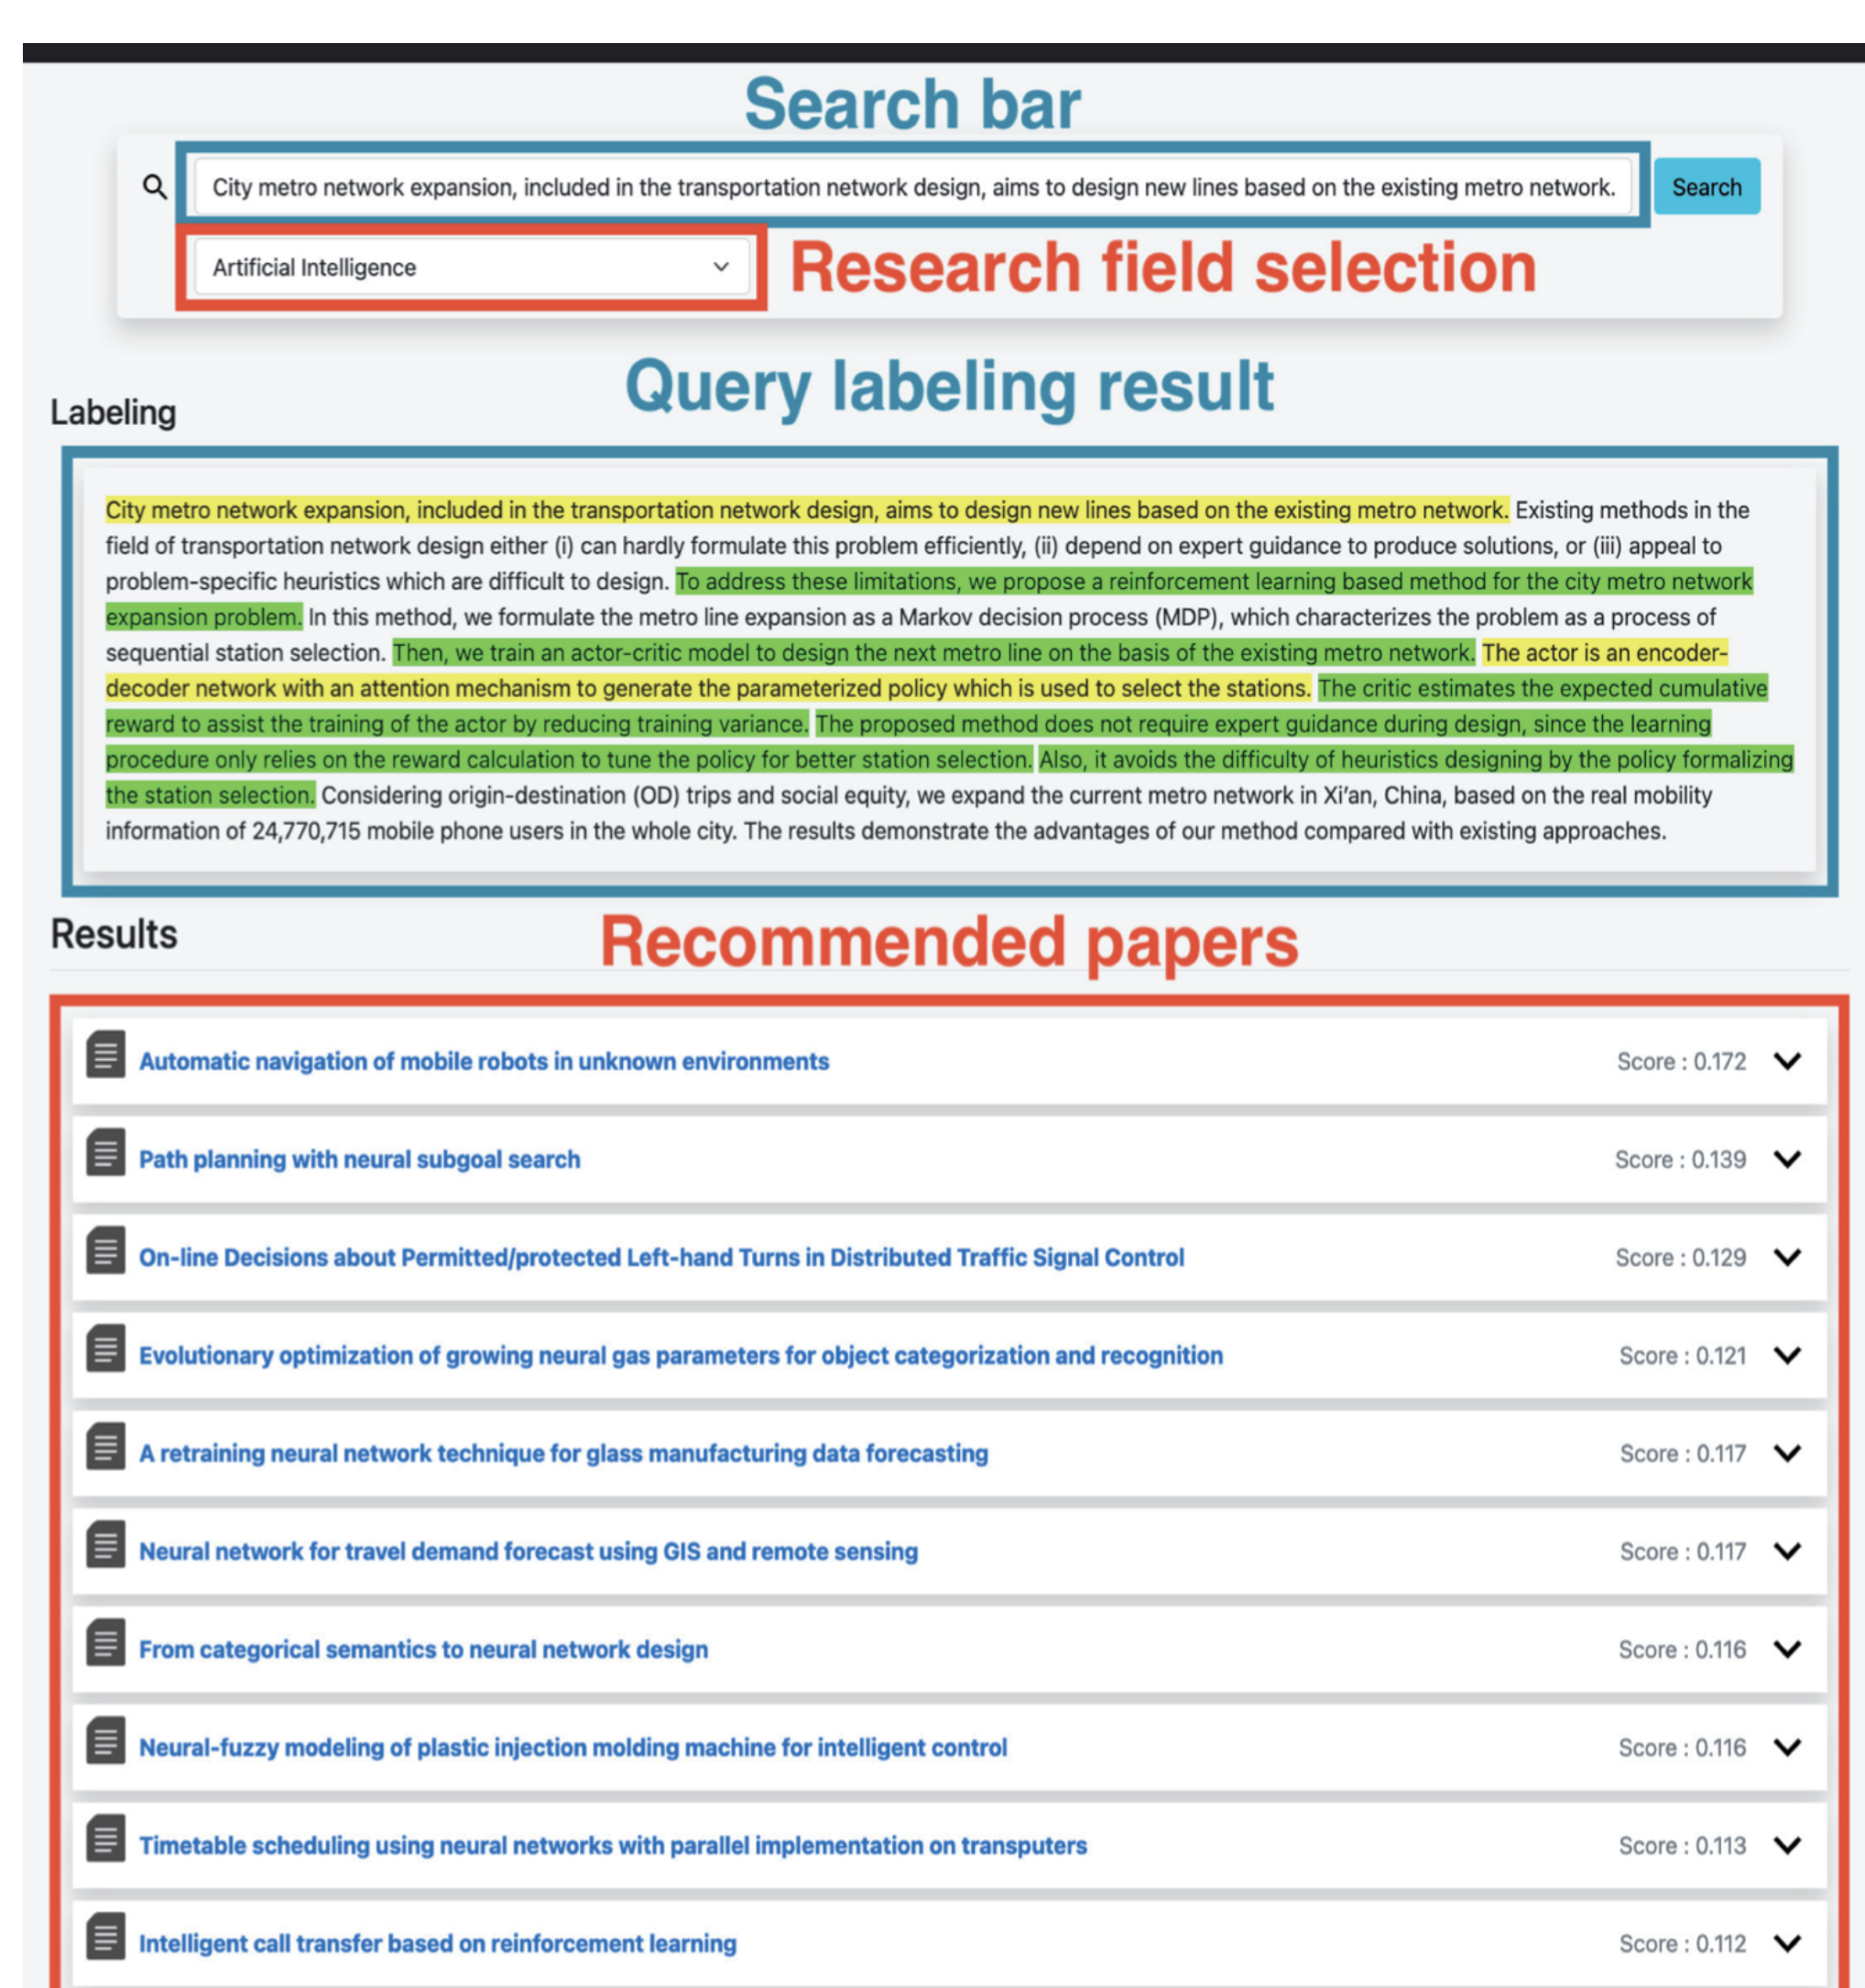 Search bar
City metro network expansion, included in the transportation network design, aims to design new lines based on the existing metro network.
Search
Artificial Intelligence
Research field selection
Query labeling result
Labeling
City metro network expansion, included in the transportation network design, aims to design new lines based on the existing metro network. Existing methods in the
field of transportation network design either (i) can hardly formulate this problem efficiently, (ii) depend on expert guidance to produce solutions, or (iii) appeal to
problem-specific heuristics which are difficult to design. To address these limitations, we propose a reinforcement learning based method for the city metro network
expansion problem. In this method, we formulate the metro line expansion as a Markov decision process (MDP), which characterizes the problem as a process of
sequential station selection. Then, we train an actor-critic model to design the next metro line on the basis of the existing metro network. The actor is an encoder-
decoder network with an attention mechanism to generate the parameterized policy which is used to select the stations. The critic estimates the expected cumulative
reward to assist the training of the actor by reducing training variance. The proposed method does not require expert guidance during design, since the learning
procedure only relies on the reward calculation to tune the policy for better station selection. Also, it avoids the difficulty of heuristics designing by the policy formalizing
the station selection. Considering origin-destination (OD) trips and social equity, we expand the current metro network in Xi'an, China, based on the real mobility
information of 24,770,715 mobile phone users in the whole city. The results demonstrate the advantages of our method compared with existing approaches.
Results
Recommended papers
Automatic navigation of mobile robots in unknown environments Score : 0.172
Path planning with neural subgoal search Score : 0.139
On-line Decisions about Permitted/protected Left-hand Turns in Distributed Traffic Signal Control Score : 0.129
Evolutionary optimization of growing neural gas parameters for object categorization and recognition Score : 0.121
A retraining neural network technique for glass manufacturing data forecasting Score : 0.117
Neural network for travel demand forecast using GIS and remote sensing Score : 0.117
From categorical semantics to neural network design Score : 0.116
Neural-fuzzy modeling of plastic injection molding machine for intelligent control Score : 0.116
Timetable scheduling using neural networks with parallel implementation on transputers Score : 0.113
Intelligent call transfer based on reinforcement learning Score : 0.112